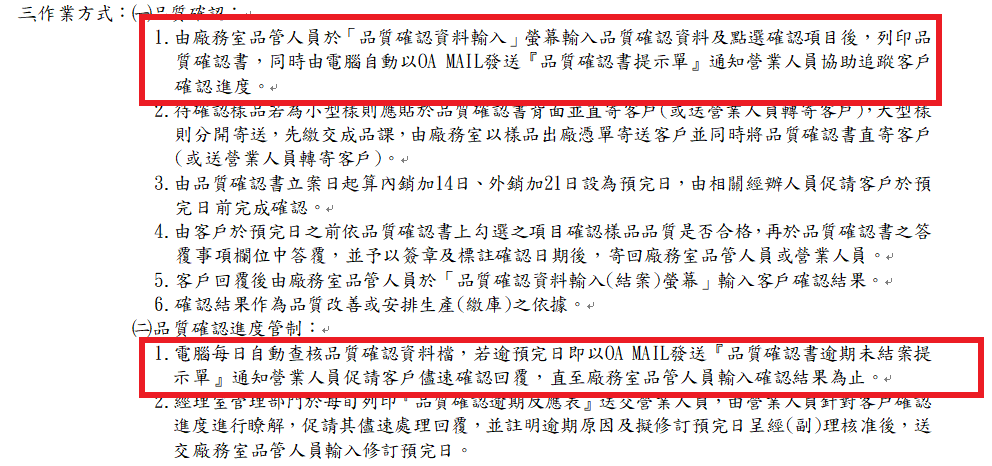 三作業方式：㈠品質確認：
1. 由廠務室品管人員於「品質確認資料輸入」螢幕輸入品質確認資料及點選確認項目後，列印品
質確認書，同時由電腦自動以OA MAIL發送『品質確認書提示單』通知營業人員協助追蹤客戶
確認進度。
2. 待確認樣品若為小型樣則應貼於品質確認書背面並直寄客戶(或送營業人員轉寄客戶)，大型樣
則分開寄送，先繳交成品課，由廠務室以樣品出廠憑單寄送客戶並同時將品質確認書直寄客戶
(或送營業人員轉寄客戶)。
3. 由品質確認書立案日起算內銷加14日、外銷加21日設為預完日，由相關經辦人員促請客戶於預
完日前完成確認。
4. 由客戶於預完日之前依品質確認書上勾選之項目確認樣品品質是否合格，再於品質確認書之答
覆事項欄位中答覆，並予以簽章及標註確認日期後，寄回廠務室品管人員或營業人員。
5. 客戶回覆後由廠務室品管人員於「品質確認資料輸入(結案)螢幕」輸入客戶確認結果。
6. 確認結果作為品質改善或安排生產(繳庫)之依據。
㈡品質確認進度管制：
1. 電腦每日自動查核品質確認資料檔，若逾預完日即以OA MAIL發送『品質確認書逾期未結案提
示單』通知營業人員促請客戶儘速確認回覆，直至廠務室品管人員輸入確認結果為止。
2. 經理室管理部門於每旬列印『品質確認逾期反應表』送交營業人員，由營業人員針對客戶確認
進度進行瞭解，促請其儘速處理回覆，並註明逾期原因及擬修訂預完日呈經(副)理核准後，送
交廠務室品管人員輸入修訂預完日。